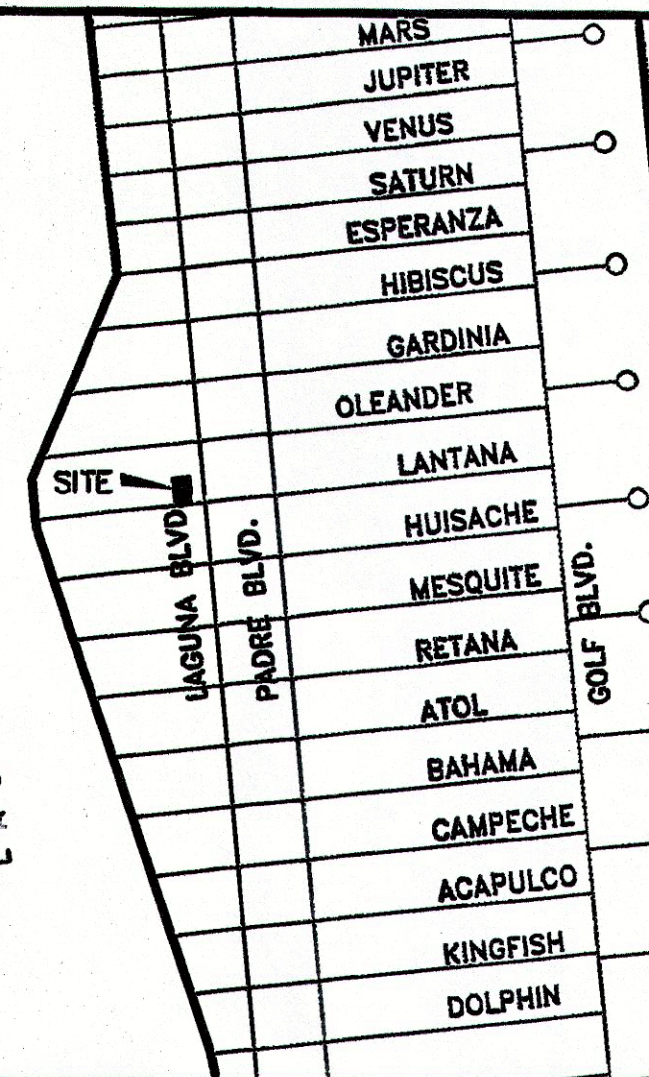 MARS
JUPITER
VENUS
SATURN
ESPERANZA
HIBISCUS
GARDINIA
OLEANDER
LANTANA
SITE
HUISACHE
MESQUITE
RETANA
ATOL
BAHAMA
CAMPECHE
ACAPULCO
KINGFISH
DOLPHIN
LAGUNA BLVD.
PADRE BLVD.
GOLF BLVD.